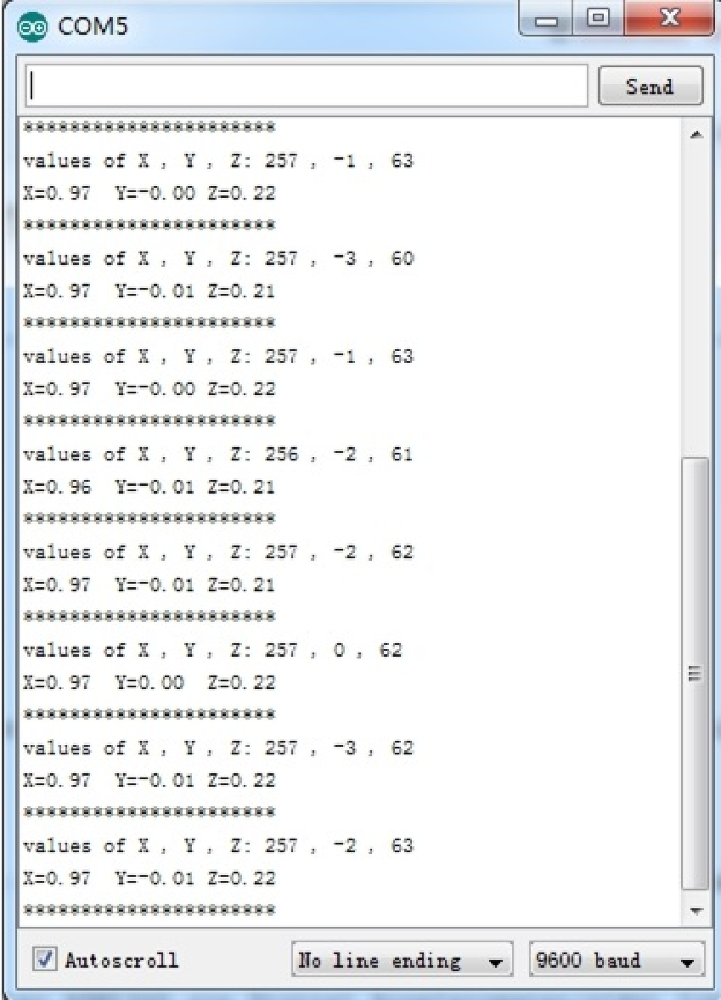 COM5
Send
**********************
values of X , Y , Z: 257 , -1 , 63
X=0.97  Y=-0.00 Z=0.22
**********************
values of X , Y , Z: 257 , -3 , 60
X=0.97  Y=-0.01 Z=0.21
**********************
values of X , Y , Z: 257 , -1 , 63
X=0.97  Y=-0.00 Z=0.22
**********************
values of X , Y , Z: 256 , -2 , 61
X=0.96  Y=-0.01 Z=0.21
**********************
values of X , Y , Z: 257 , -2 , 62
X=0.97  Y=-0.01 Z=0.21
**********************
values of X , Y , Z: 257 , 0 , 62
X=0.97  Y=0.00  Z=0.22
**********************
values of X , Y , Z: 257 , -3 , 62
X=0.97  Y=-0.01 Z=0.22
**********************
values of X , Y , Z: 257 , -2 , 63
X=0.97  Y=-0.01 Z=0.22
**********************
Autoscroll No line ending 9600 baud